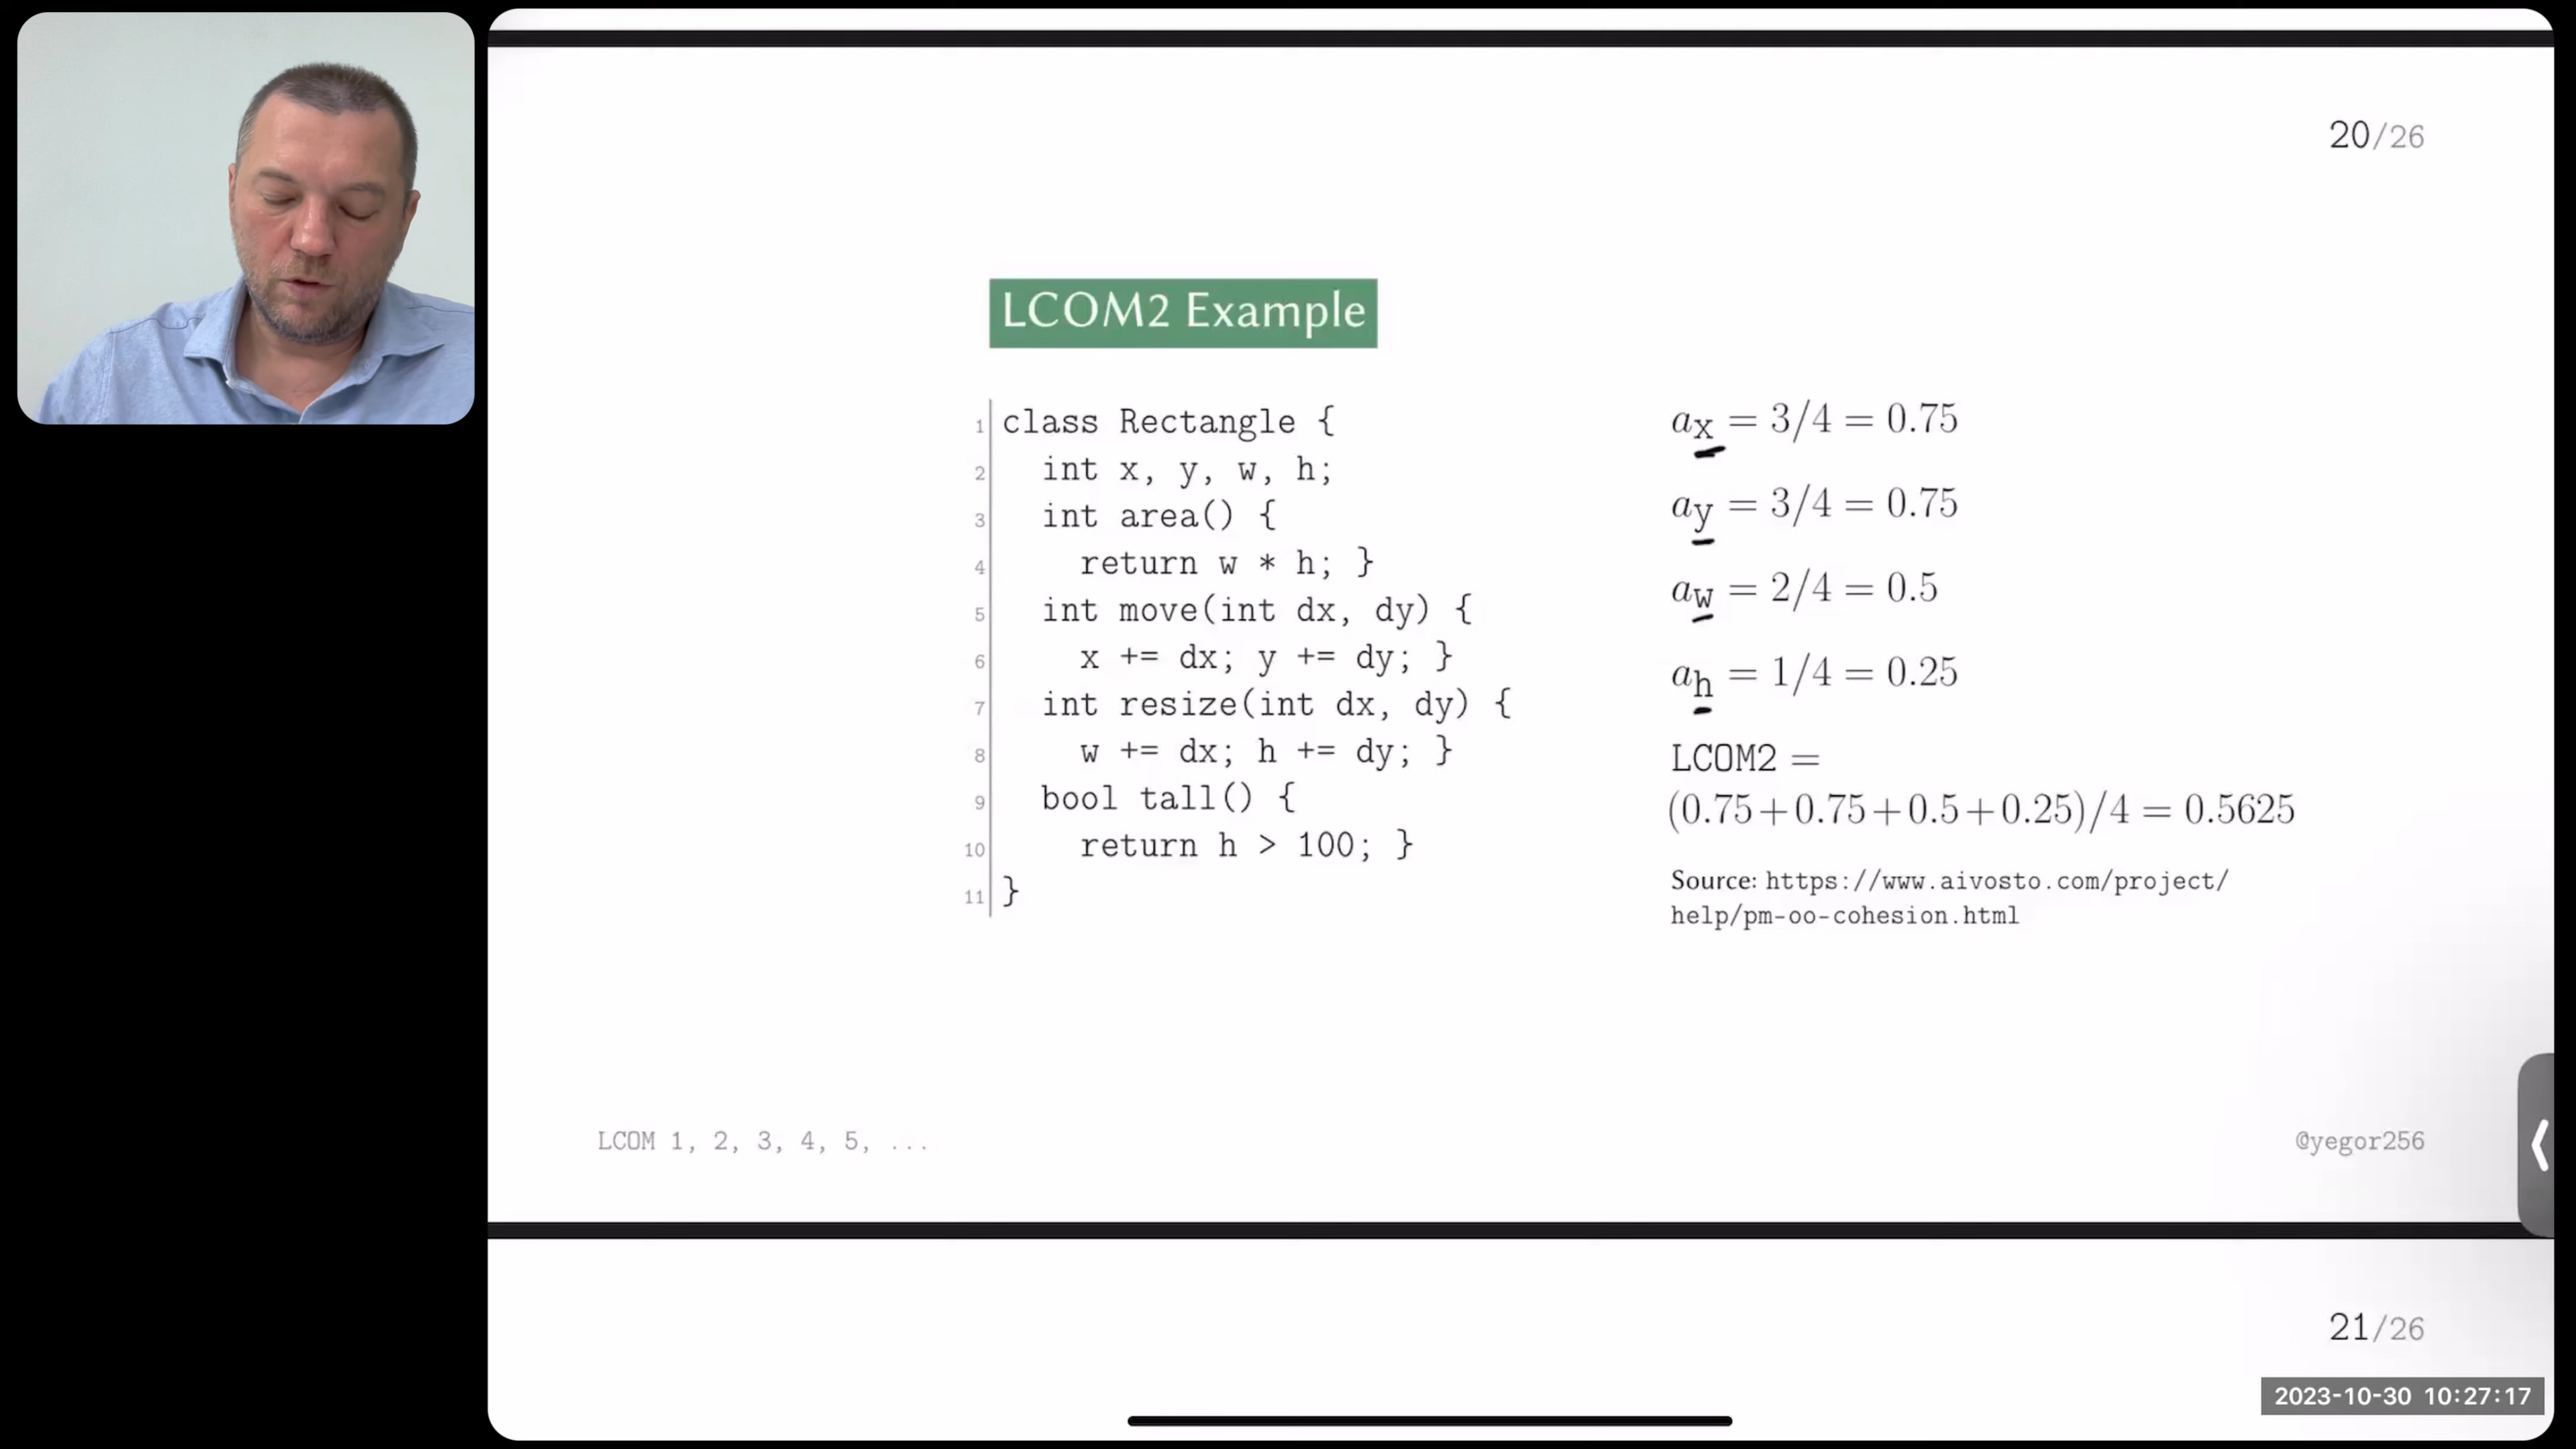 20/26
LCOM2 Example
1 class Rectangle {
2 int x, y, w, h;
3 int area() {
4 return w * h; }
5 int move(int dx, dy) {
6 x += dx; y += dy; }
7 int resize(int dx, dy) {
8 w += dx; h += dy; }
9 bool tall() {
10 return h > 100; }
11 }
aₓ = 3/4 = 0.75
a_y = 3/4 = 0.75
a_w = 2/4 = 0.5
a_h = 1/4 = 0.25
LCOM2 =
(0.75+0.75+0.5+0.25)/4 = 0.5625
Source: https://www.aivosto.com/project/
help/pm-oo-cohesion.html
LCOM 1, 2, 3, 4, 5, ...
@yegor256
21/26
2023-10-30 10:27:17